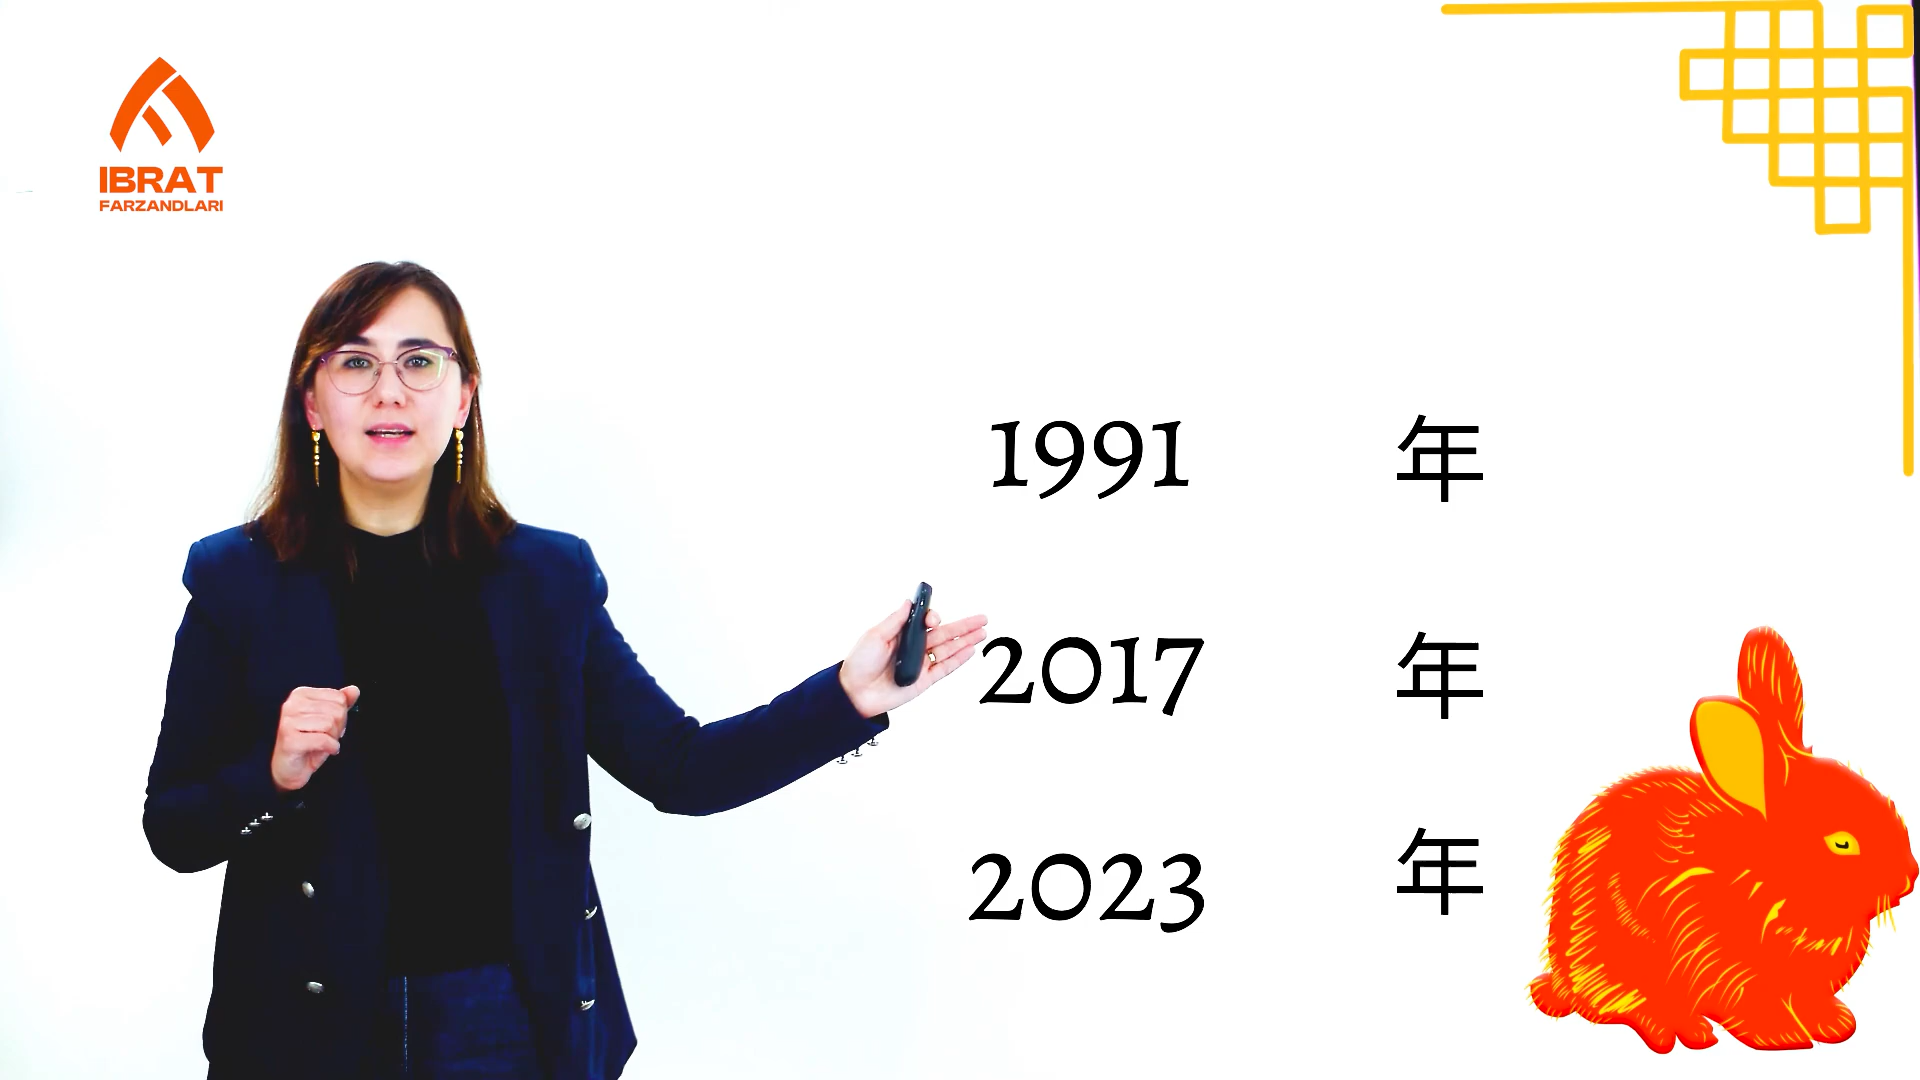 IBRAT
FARZANDLARI
1991 年
2017 年
2023 年